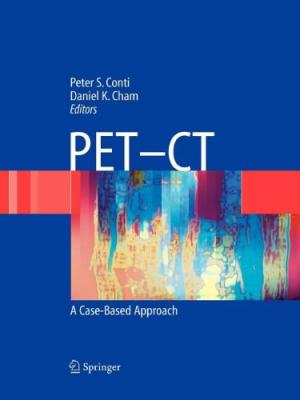 Peter S. Conti
Daniel K. Cham
Editors
PET–CT
A Case-Based Approach
Springer